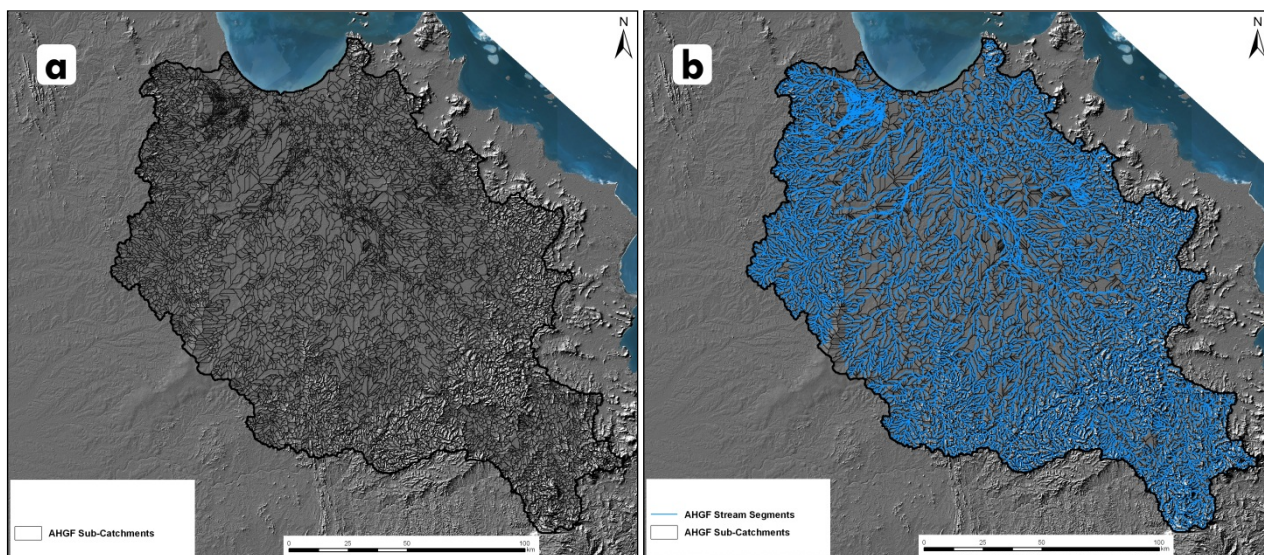 a
N
AHGF Sub-Catchments
0 25 50 100
km
b
N
AHGF Stream Segments
AHGF Sub-Catchments
0 25 50 100
km